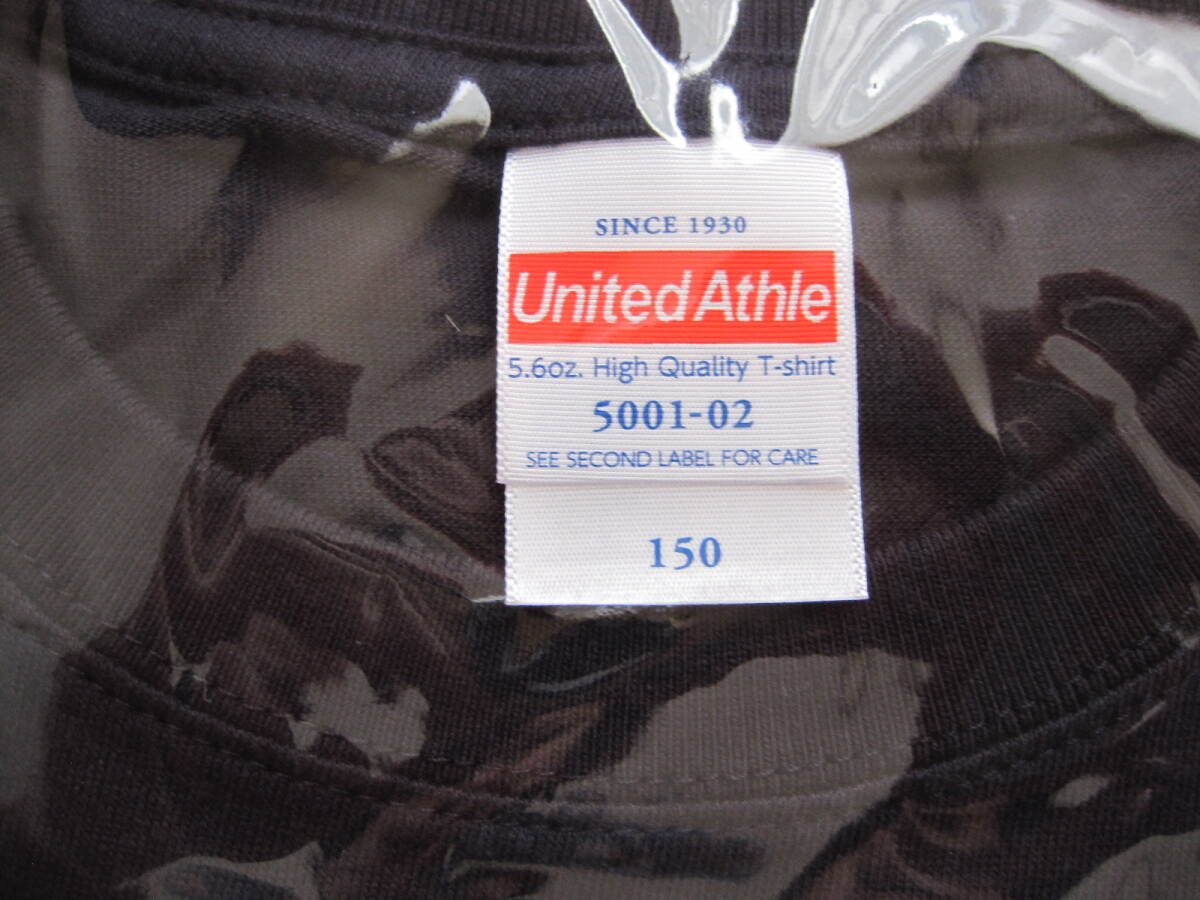 SINCE 1930
United Athle
5.6oz. High Quality T-shirt
5001-02
SEE SECOND LABEL FOR CARE
150